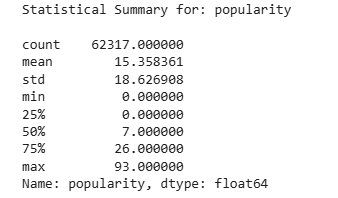 Statistical Summary for: popularity
count    62317.000000
mean        15.358361
std         18.626908
min          0.000000
25%          0.000000
50%          7.000000
75%         26.000000
max         93.000000
Name: popularity, dtype: float64